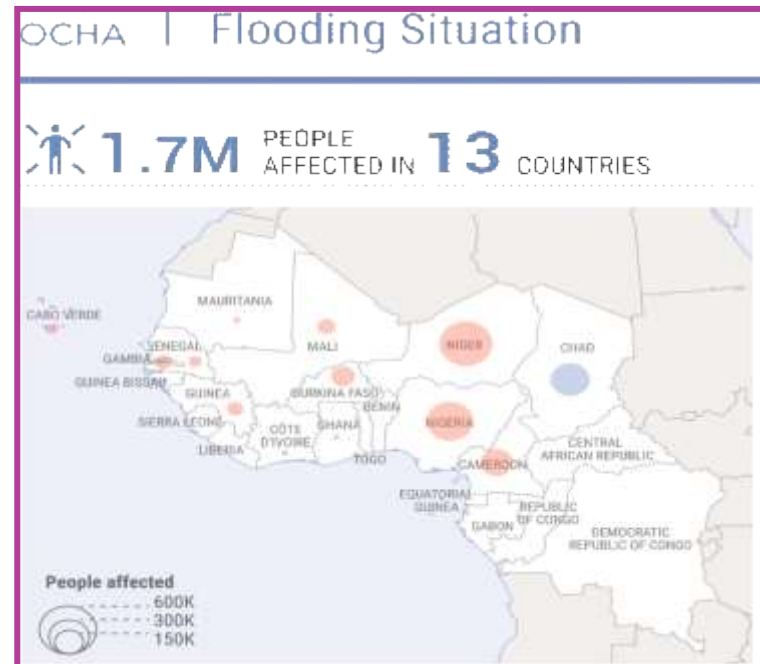 OCHA | Flooding Situation
1.7M PEOPLE AFFECTED IN 13 COUNTRIES
MAURITANIA
CABO VERDE
SENEGAL
MALI
NIGER
CHAD
GAMBIA
GUINEA BISSAU
GUINEA
BURKINA FASO
BENIN
SIERRA LEONE
CÔTE D'IVOIRE
GHANA
NIGERIA
LIBERIA
TOGO
CAMEROON
CENTRAL AFRICAN REPUBLIC
EQUATORIAL GUINEA
REPUBLIC OF CONGO
GABON
DEMOCRATIC REPUBLIC OF CONGO
People affected
600K
300K
150K